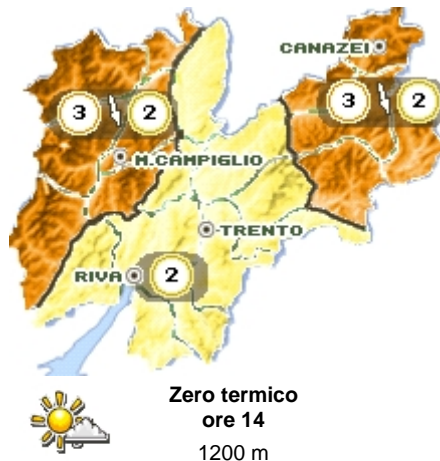 CANAZEI
3 2
3 2
M.CAMPIGLIO
TRENTO
RIVA
2
Zero termico
ore 14
1200 m